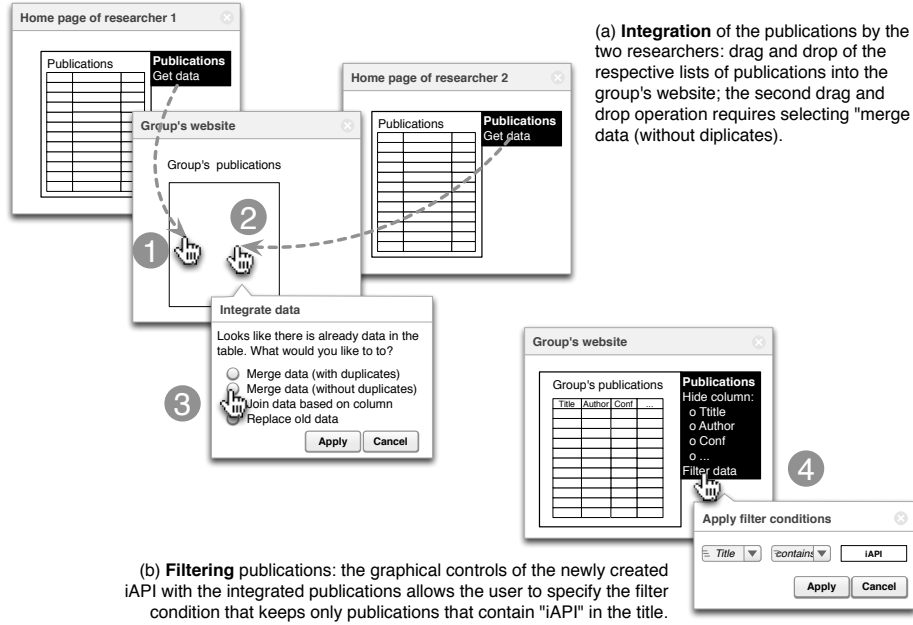 Home page of researcher 1
Publications
Publications
Get data
(a) Integration of the publications by the
two researchers: drag and drop of the
respective lists of publications into the
group's website; the second drag and
drop operation requires selecting "merge
data (without diplicates).
Home page of researcher 2
Publications
Publications
Get data
Group's website
Group's publications
1
2
Integrate data
Looks like there is already data in the
table. What would you like to to?
Merge data (with duplicates)
Merge data (without duplicates)
Join data based on column
Replace old data
Apply
Cancel
3
Group's website
Group's publications
Title Author Conf ...
Publications
Hide column:
o Ttitle
o Author
o Conf
o ...
Filter data
4
Apply filter conditions
Title
contains
iAPI
Apply
Cancel
(b) Filtering publications: the graphical controls of the newly created
iAPI with the integrated publications allows the user to specify the filter
condition that keeps only publications that contain "iAPI" in the title.